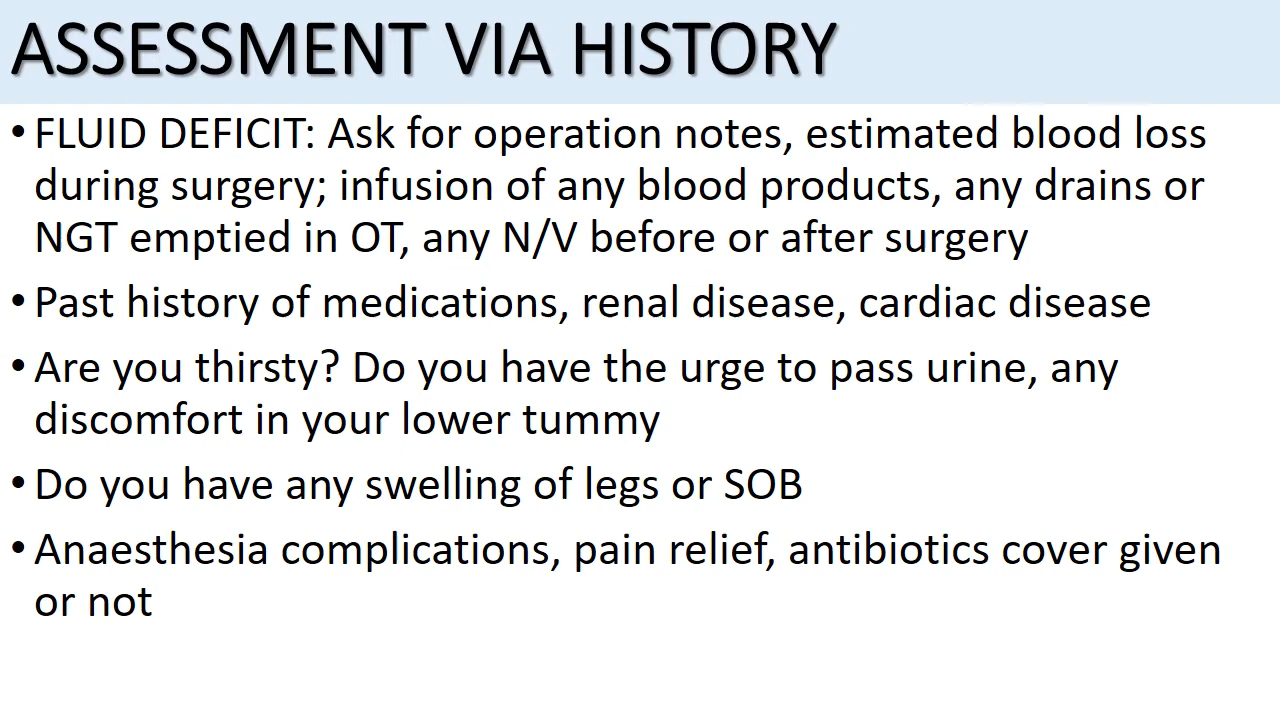 ASSESSMENT VIA HISTORY
• FLUID DEFICIT: Ask for operation notes, estimated blood loss
during surgery; infusion of any blood products, any drains or
NGT emptied in OT, any N/V before or after surgery
• Past history of medications, renal disease, cardiac disease
• Are you thirsty? Do you have the urge to pass urine, any
discomfort in your lower tummy
• Do you have any swelling of legs or SOB
• Anaesthesia complications, pain relief, antibiotics cover given
or not